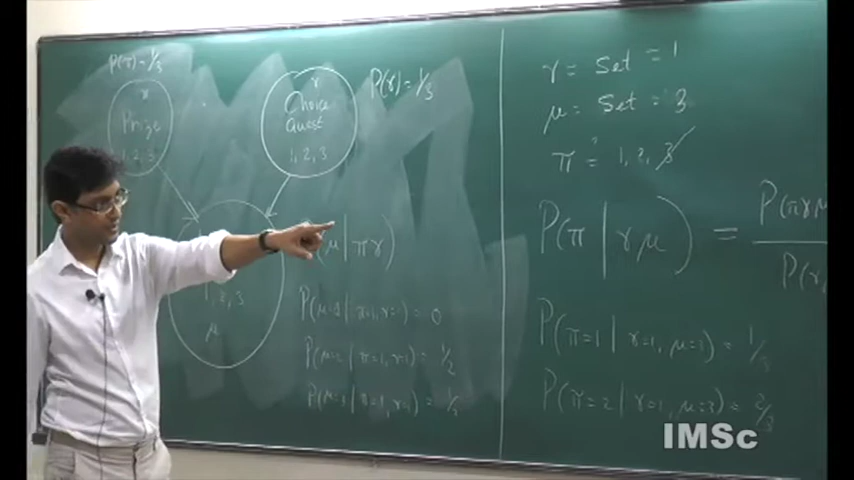 P(π) = 1/3
γ
Prize
1, 2, 3
γ
Choice
Guest
1, 2, 3
P(γ) = 1/3
1, 2, 3
μ
μ | πγ)
P(μ=1 | π=1, γ=1) = 0
P(μ=2 | π=1, γ=1) = 1/2
P(μ=3 | π=1, γ=1) = 1/2
γ = Set = 1
μ = Set = 3
π = 1, 2, 3
P(π | γμ) = P(πγμ
P(γ,
P(π=1 | γ=1, μ=3) = 1/3
P(π=2 | γ=1, μ=3) = 2/3
IMSc